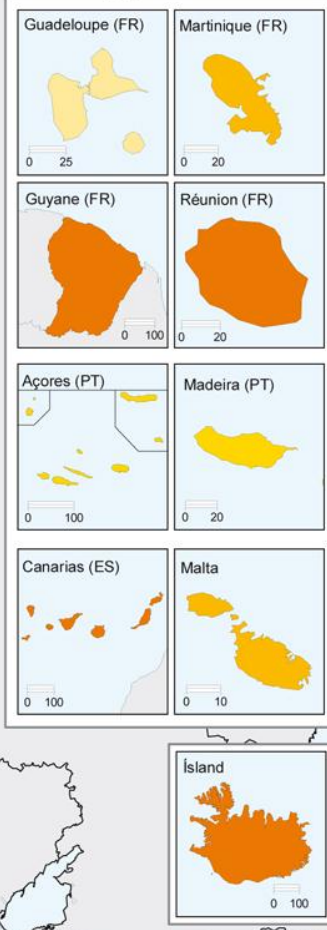 Guadeloupe (FR)
0 25
Martinique (FR)
0 20
Guyane (FR)
0 100
Réunion (FR)
0 20
Açores (PT)
0 100
Madeira (PT)
0 20
Canarias (ES)
0 100
Malta
0 10
Ísland
0 100